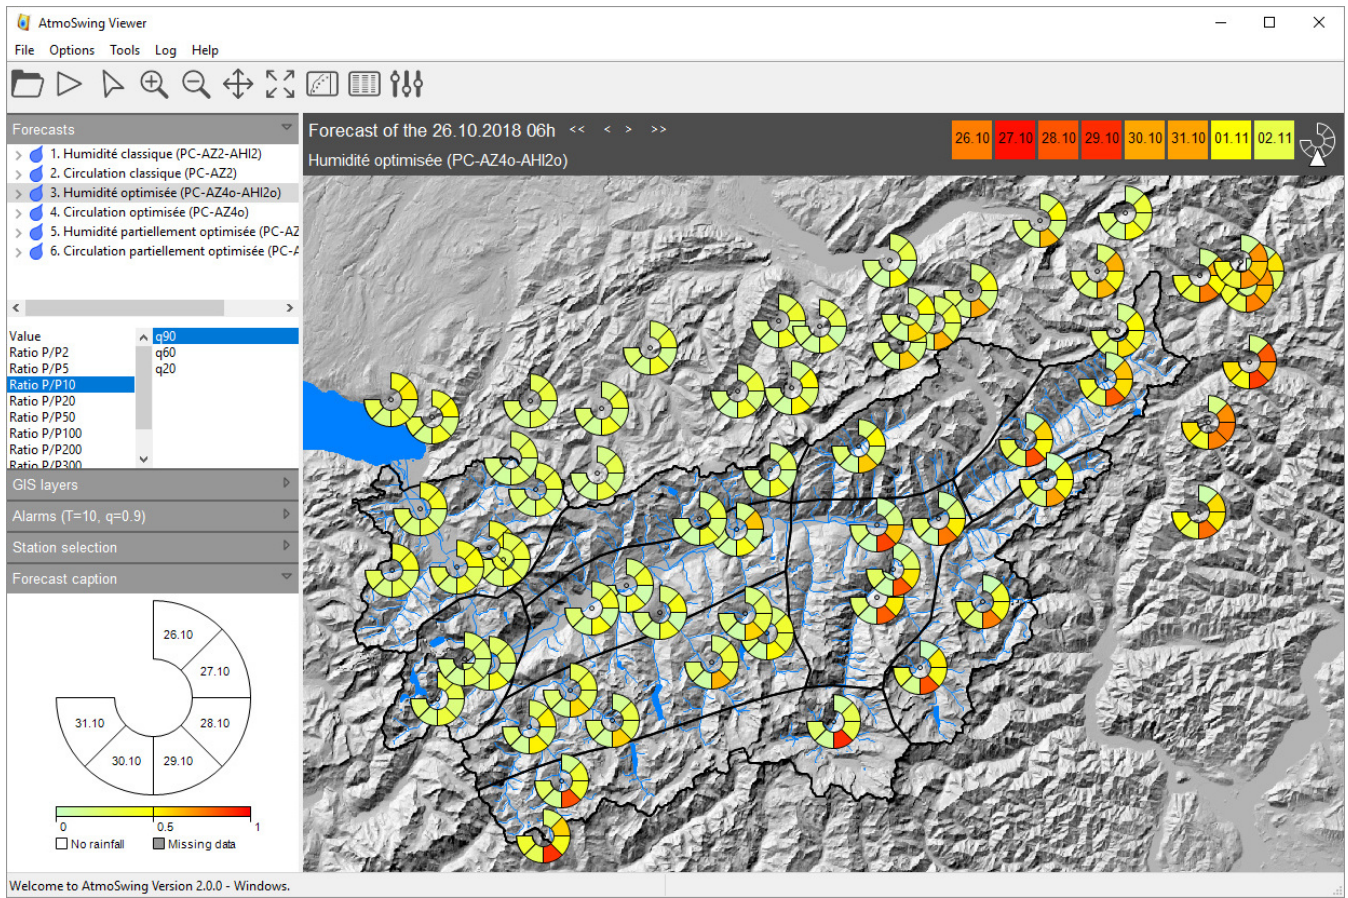 AtmoSwing Viewer
File Options Tools Log Help
Forecasts
1. Humidité classique (PC-AZ2-AHI2)
2. Circulation classique (PC-AZ2)
3. Humidité optimisée (PC-AZ4o-AHI2o)
4. Circulation optimisée (PC-AZ4o)
5. Humidité partiellement optimisée (PC-AZ
6. Circulation partiellement optimisée (PC-A
Value
Ratio P/P2
Ratio P/P5
Ratio P/P10
Ratio P/P20
Ratio P/P50
Ratio P/P100
Ratio P/P200
Ratio P/P300
q90
q60
q20
GIS layers
Alarms (T=10, q=0.9)
Station selection
Forecast caption
26.10
27.10
28.10
29.10
30.10
31.10
0 0.5 1
No rainfall Missing data
Forecast of the 26.10.2018 06h << < > >>
Humidité optimisée (PC-AZ4o-AHI2o)
26.10 27.10 28.10 29.10 30.10 31.10 01.11 02.11
Welcome to AtmoSwing Version 2.0.0 - Windows.